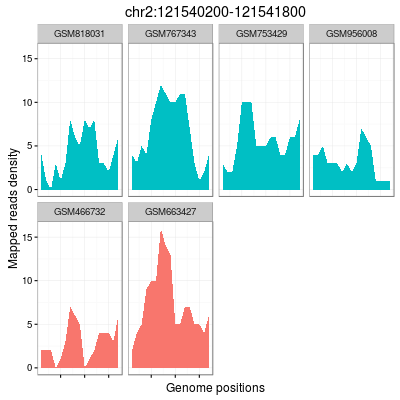 chr2:121540200-121541800
GSM818031 GSM767343 GSM753429 GSM956008
15
10
5
0
GSM466732 GSM663427
15
10
5
0
Mapped reads density
Genome positions